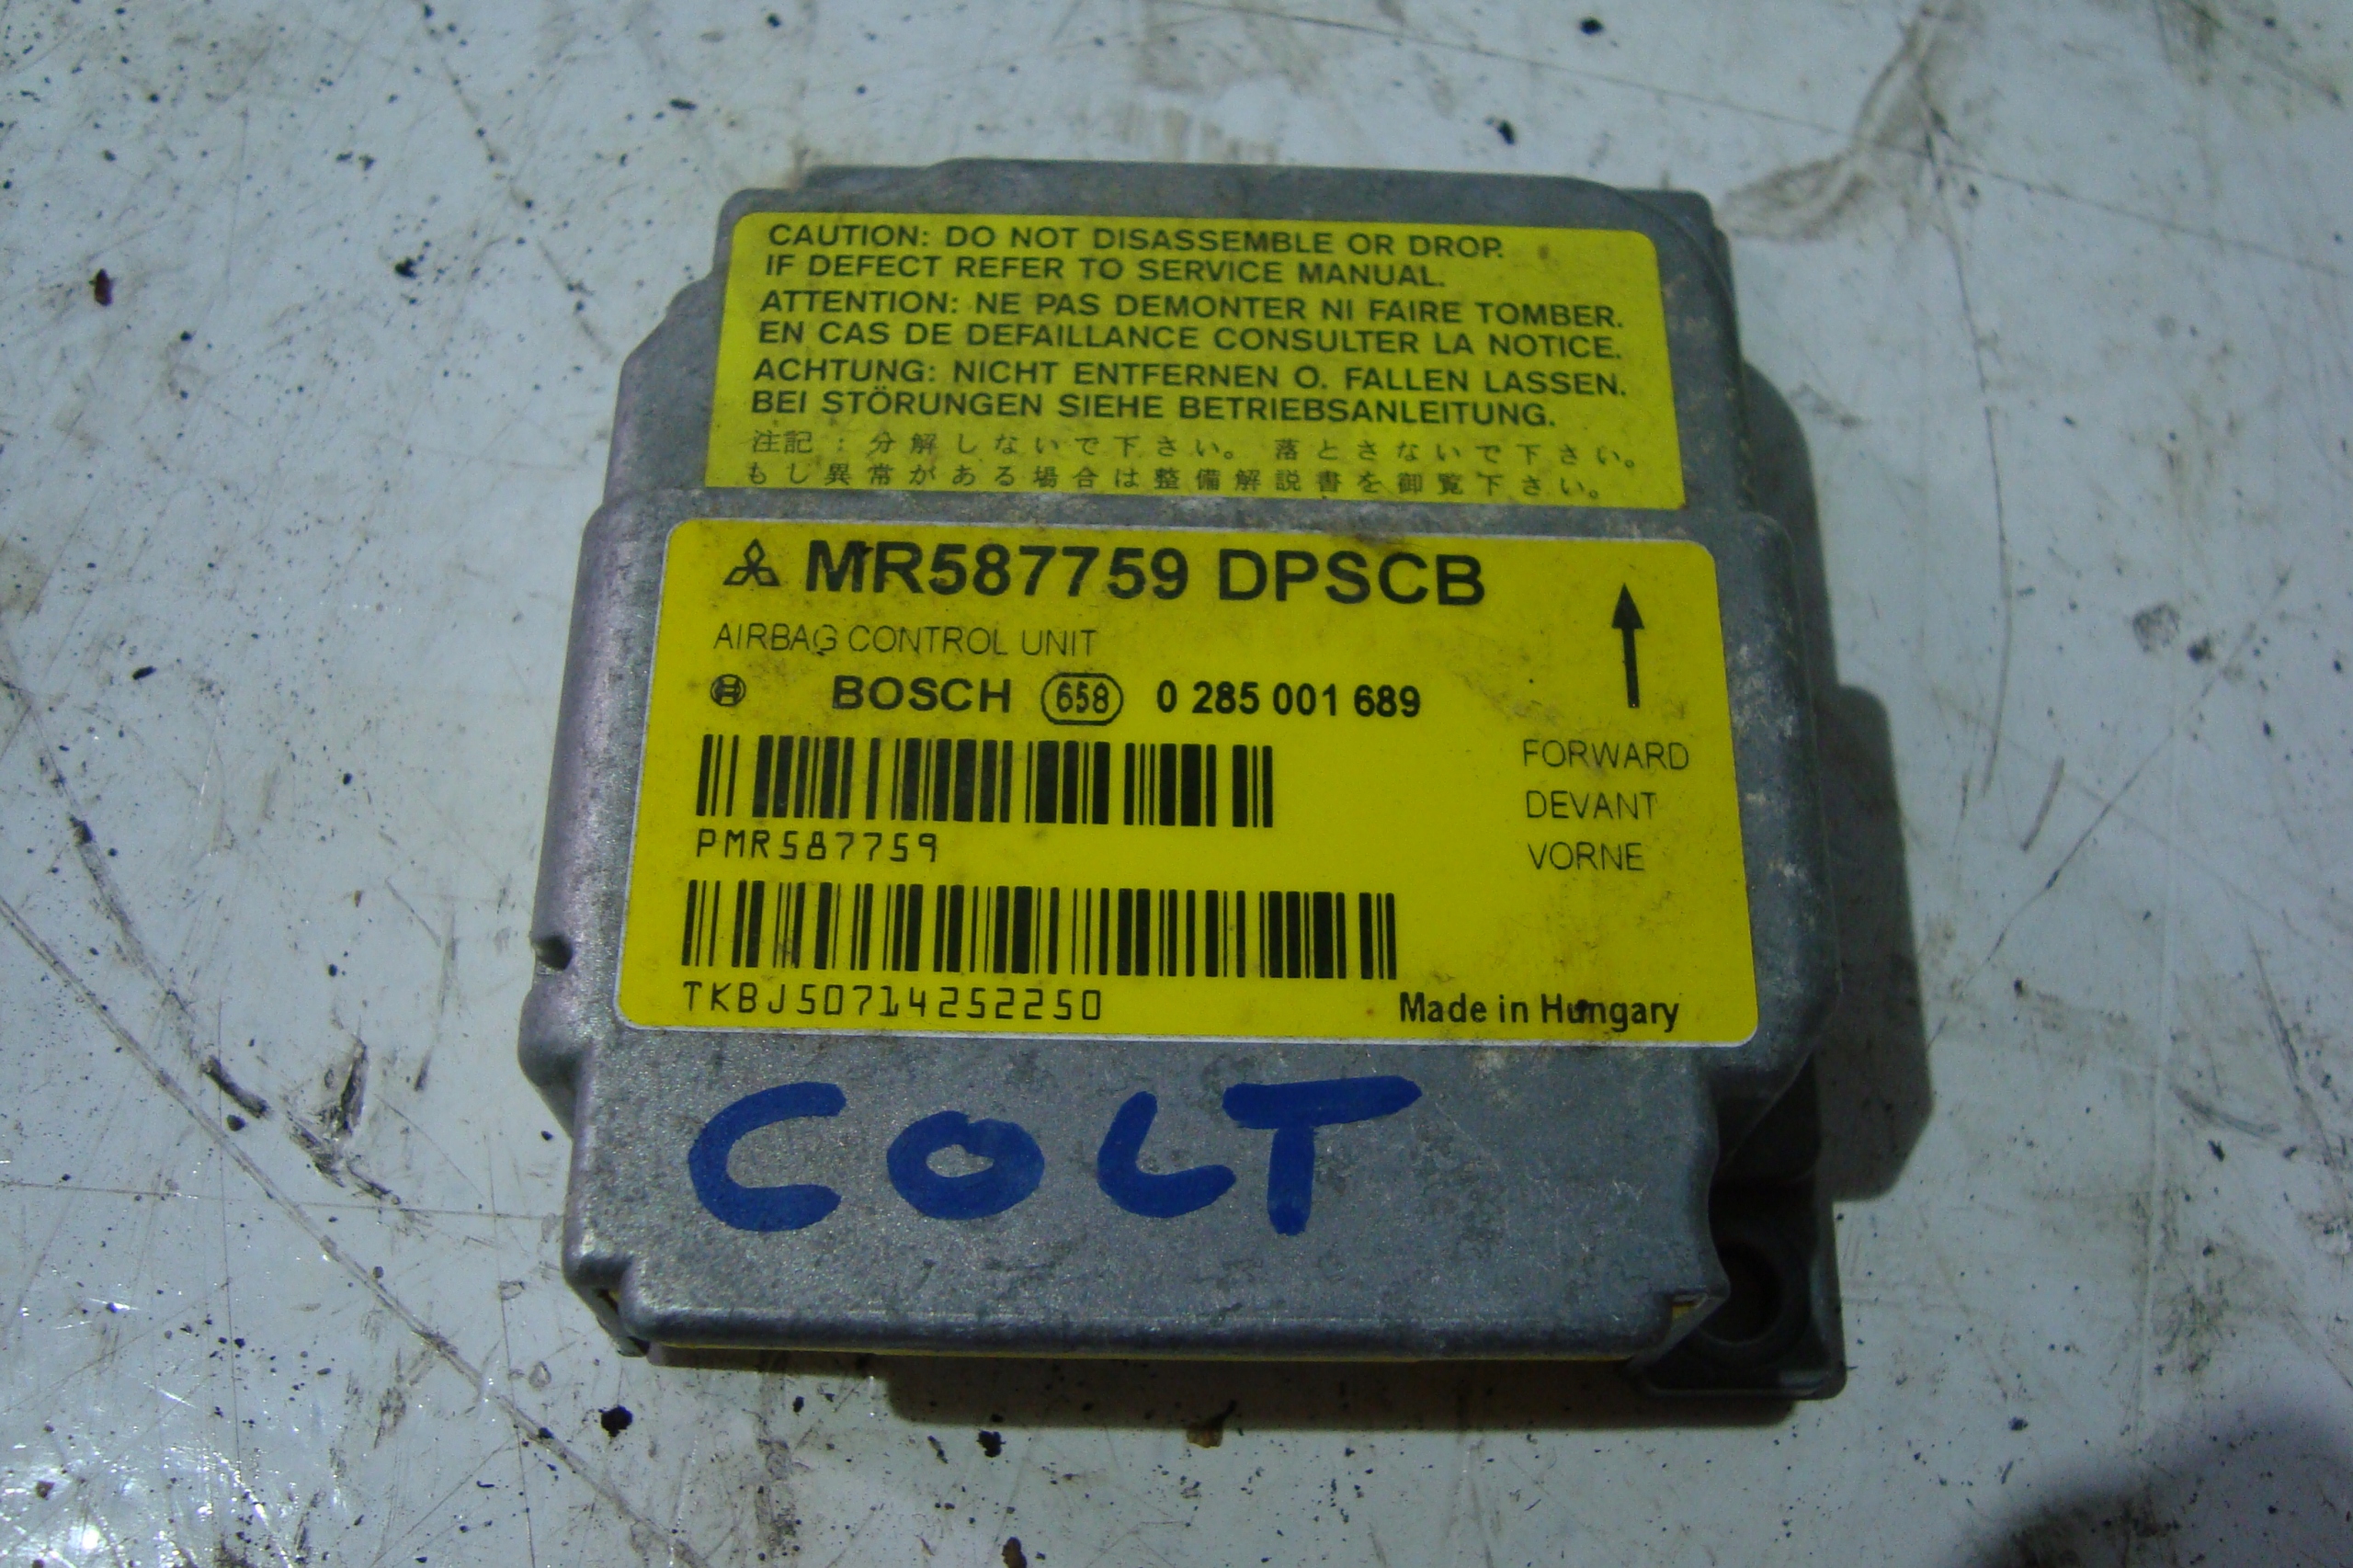 CAUTION: DO NOT DISASSEMBLE OR DROP.
IF DEFECT REFER TO SERVICE MANUAL.
ATTENTION: NE PAS DEMONTER NI FAIRE TOMBER.
EN CAS DE DEFAILLANCE CONSULTER LA NOTICE.
ACHTUNG: NICHT ENTFERNEN O. FALLEN LASSEN.
BEI STÖRUNGEN SIEHE BETRIEBSANLEITUNG.
注記:分解しないで下さい。落とさないで下さい。
もし異常がある場合は整備解説書を御覧下さい。
MR587759 DPSCB
AIRBAG CONTROL UNIT
BOSCH 658 0 285 001 689
FORWARD
DEVANT
VORNE
PMR587759
TKBJ50714252250
Made in Hungary
COLT